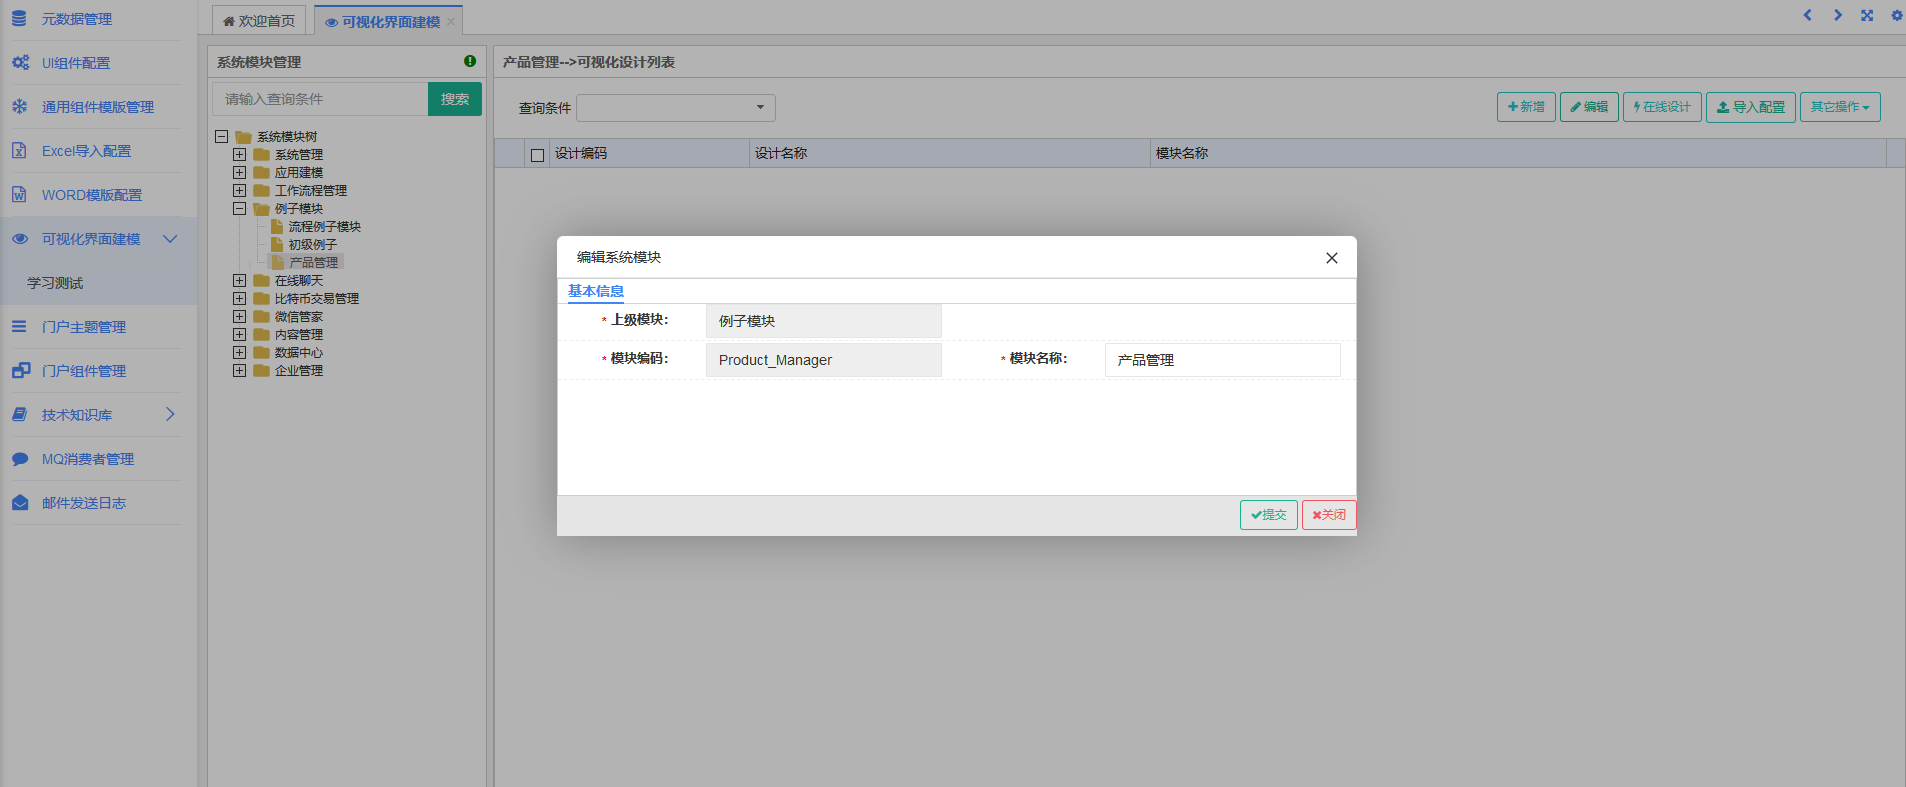 元数据管理
UI组件配置
通用组件模版管理
Excel导入配置
WORD模版配置
可视化界面建模
学习测试
门户主题管理
门户组件管理
技术知识库
MQ消费者管理
邮件发送日志
欢迎首页
可视化界面建模
系统模块管理
请输入查询条件
搜索
系统模块树
系统管理
应用建模
工作流程管理
例子模块
流程例子模块
初级例子
产品管理
在线聊天
比特币交易管理
微信管家
内容管理
数据中心
企业管理
产品管理-->可视化设计列表
查询条件
新增
编辑
在线设计
导入配置
其它操作
设计编码 设计名称 模块名称
编辑系统模块
基本信息
* 上级模块: 例子模块
* 模块编码: Product_Manager * 模块名称: 产品管理
提交
关闭